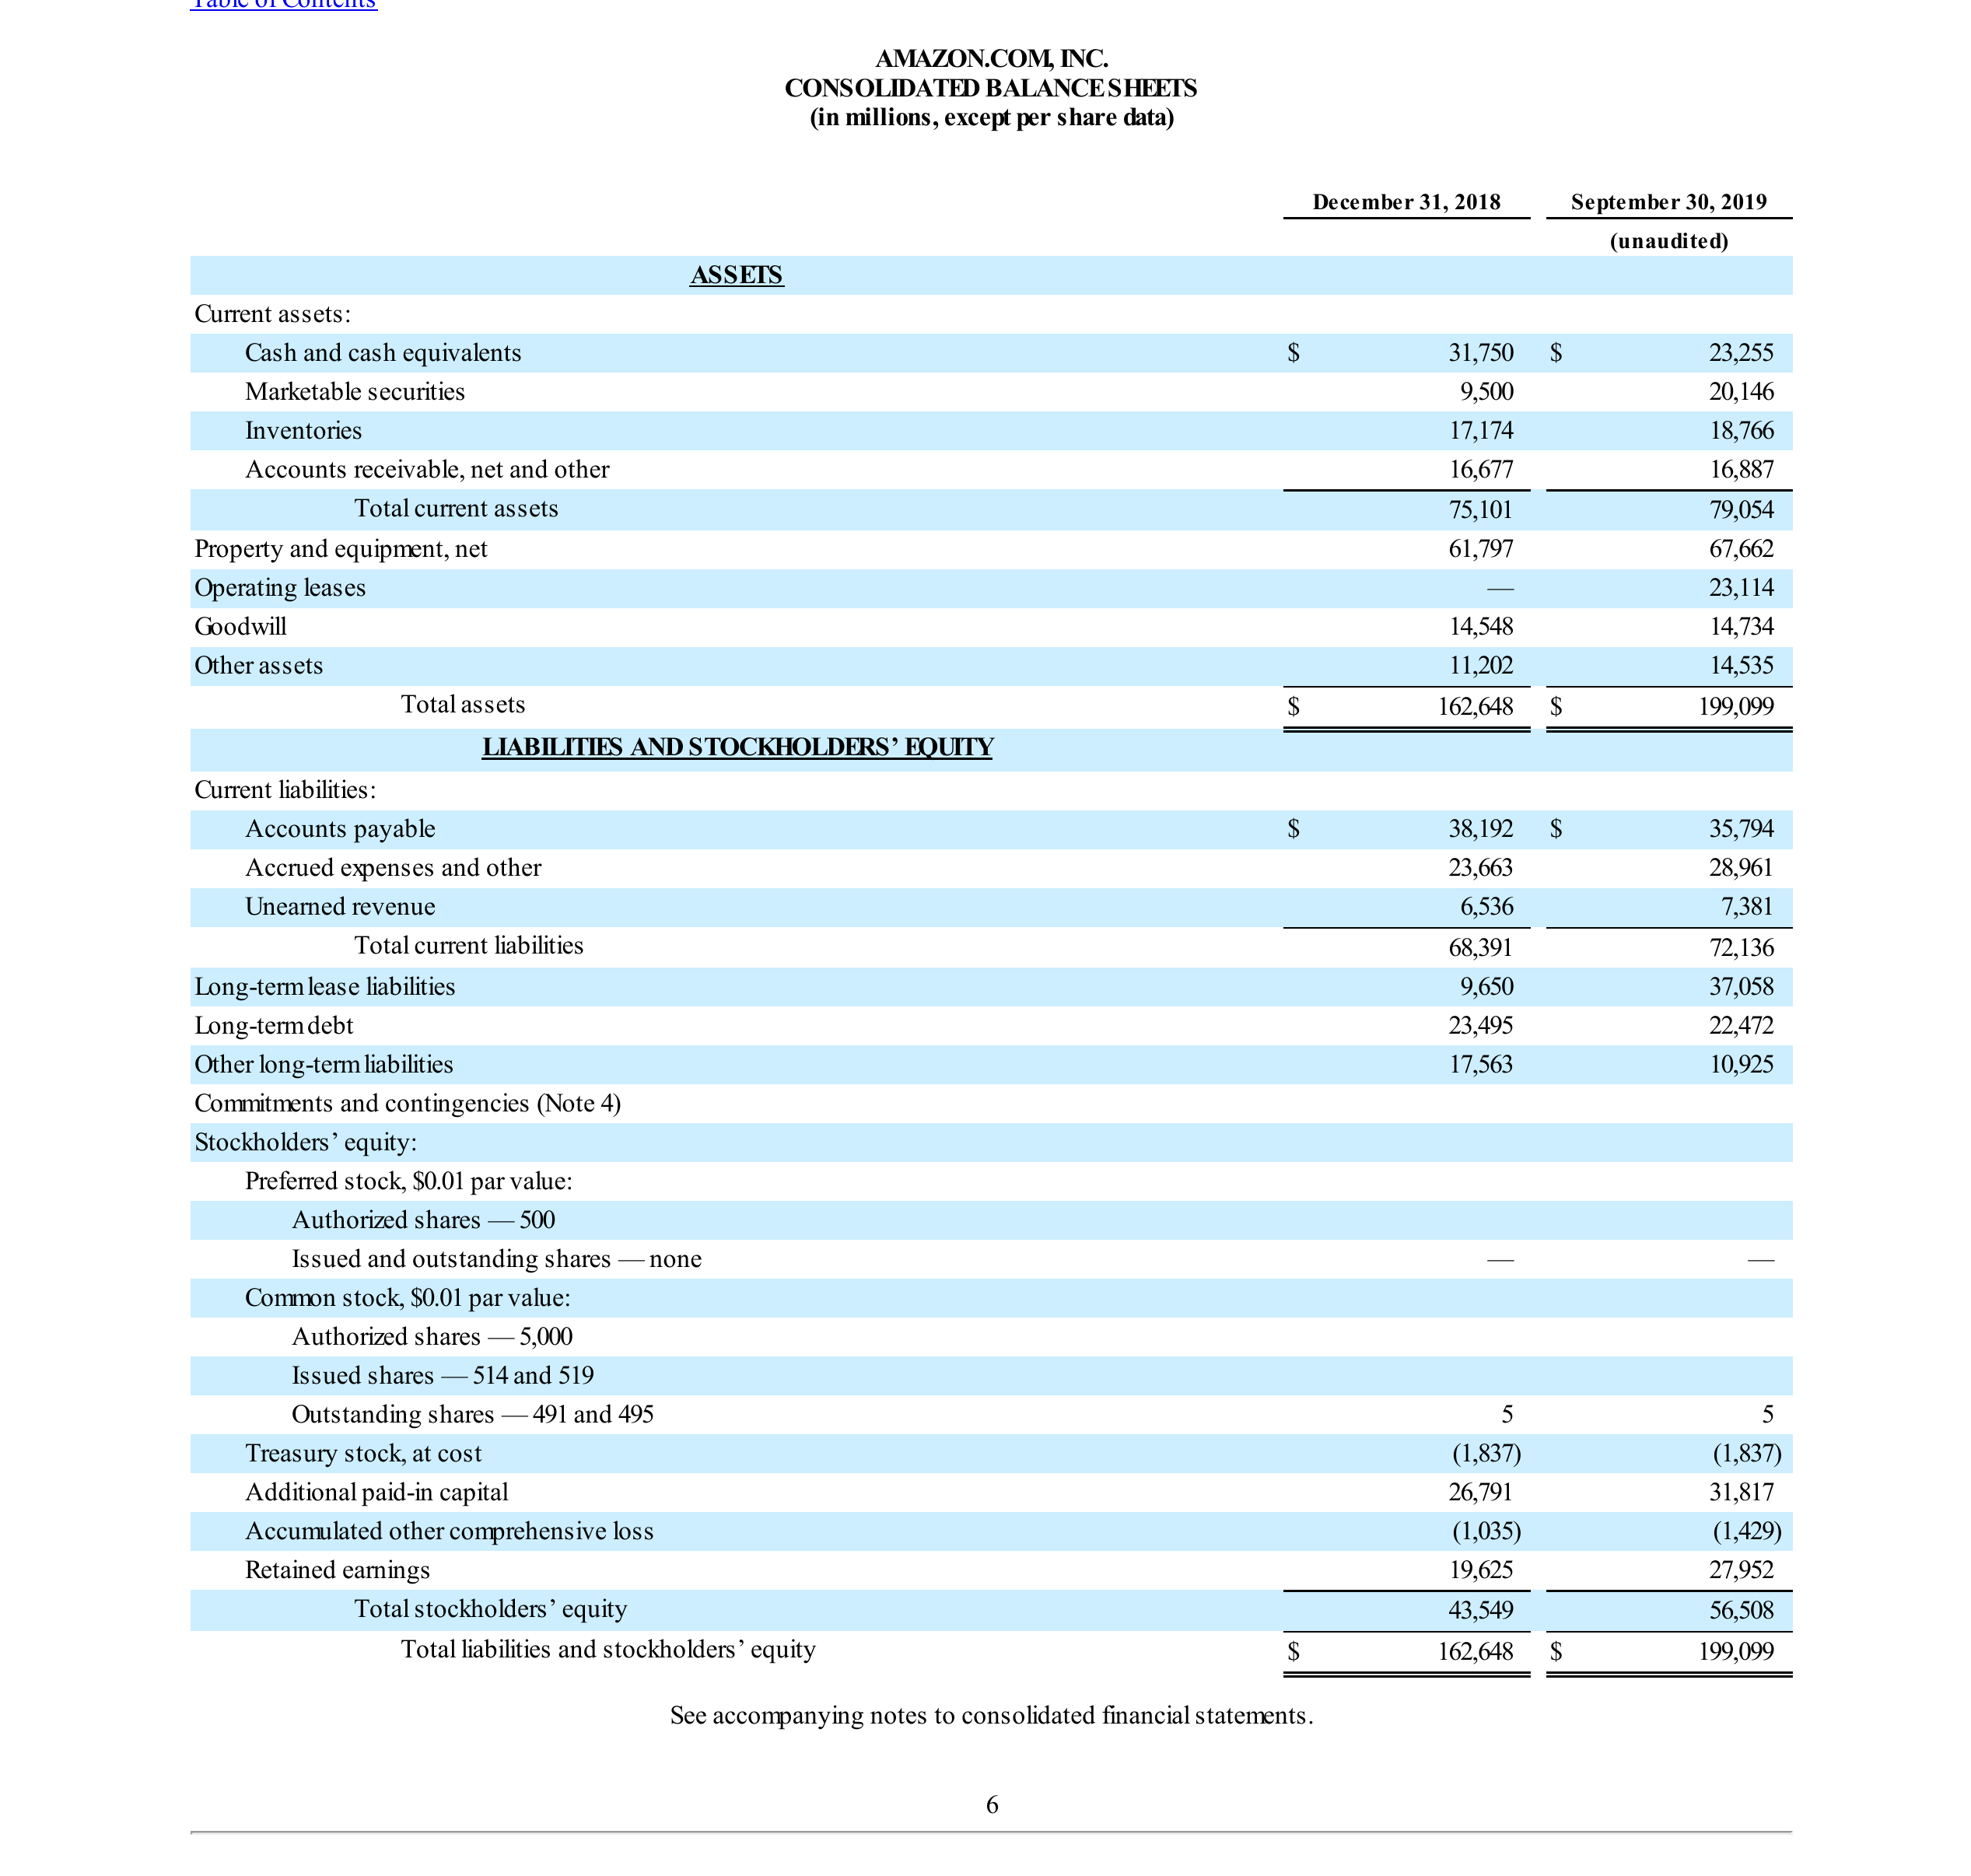 Table of Contents
AMAZON.COM, INC.
CONSOLIDATED BALANCE SHEETS
(in millions, except per share data)
December 31, 2018 September 30, 2019
(unaudited)
ASSETS
Current assets:
Cash and cash equivalents $ 31,750 $ 23,255
Marketable securities 9,500 20,146
Inventories 17,174 18,766
Accounts receivable, net and other 16,677 16,887
Total current assets 75,101 79,054
Property and equipment, net 61,797 67,662
Operating leases — 23,114
Goodwill 14,548 14,734
Other assets 11,202 14,535
Total assets $ 162,648 $ 199,099
LIABILITIES AND STOCKHOLDERS’ EQUITY
Current liabilities:
Accounts payable $ 38,192 $ 35,794
Accrued expenses and other 23,663 28,961
Unearned revenue 6,536 7,381
Total current liabilities 68,391 72,136
Long-term lease liabilities 9,650 37,058
Long-term debt 23,495 22,472
Other long-term liabilities 17,563 10,925
Commitments and contingencies (Note 4)
Stockholders’ equity:
Preferred stock, $0.01 par value:
Authorized shares — 500
Issued and outstanding shares — none — —
Common stock, $0.01 par value:
Authorized shares — 5,000
Issued shares — 514 and 519
Outstanding shares — 491 and 495 5 5
Treasury stock, at cost (1,837) (1,837)
Additional paid-in capital 26,791 31,817
Accumulated other comprehensive loss (1,035) (1,429)
Retained earnings 19,625 27,952
Total stockholders’ equity 43,549 56,508
Total liabilities and stockholders’ equity $ 162,648 $ 199,099
See accompanying notes to consolidated financial statements.
6